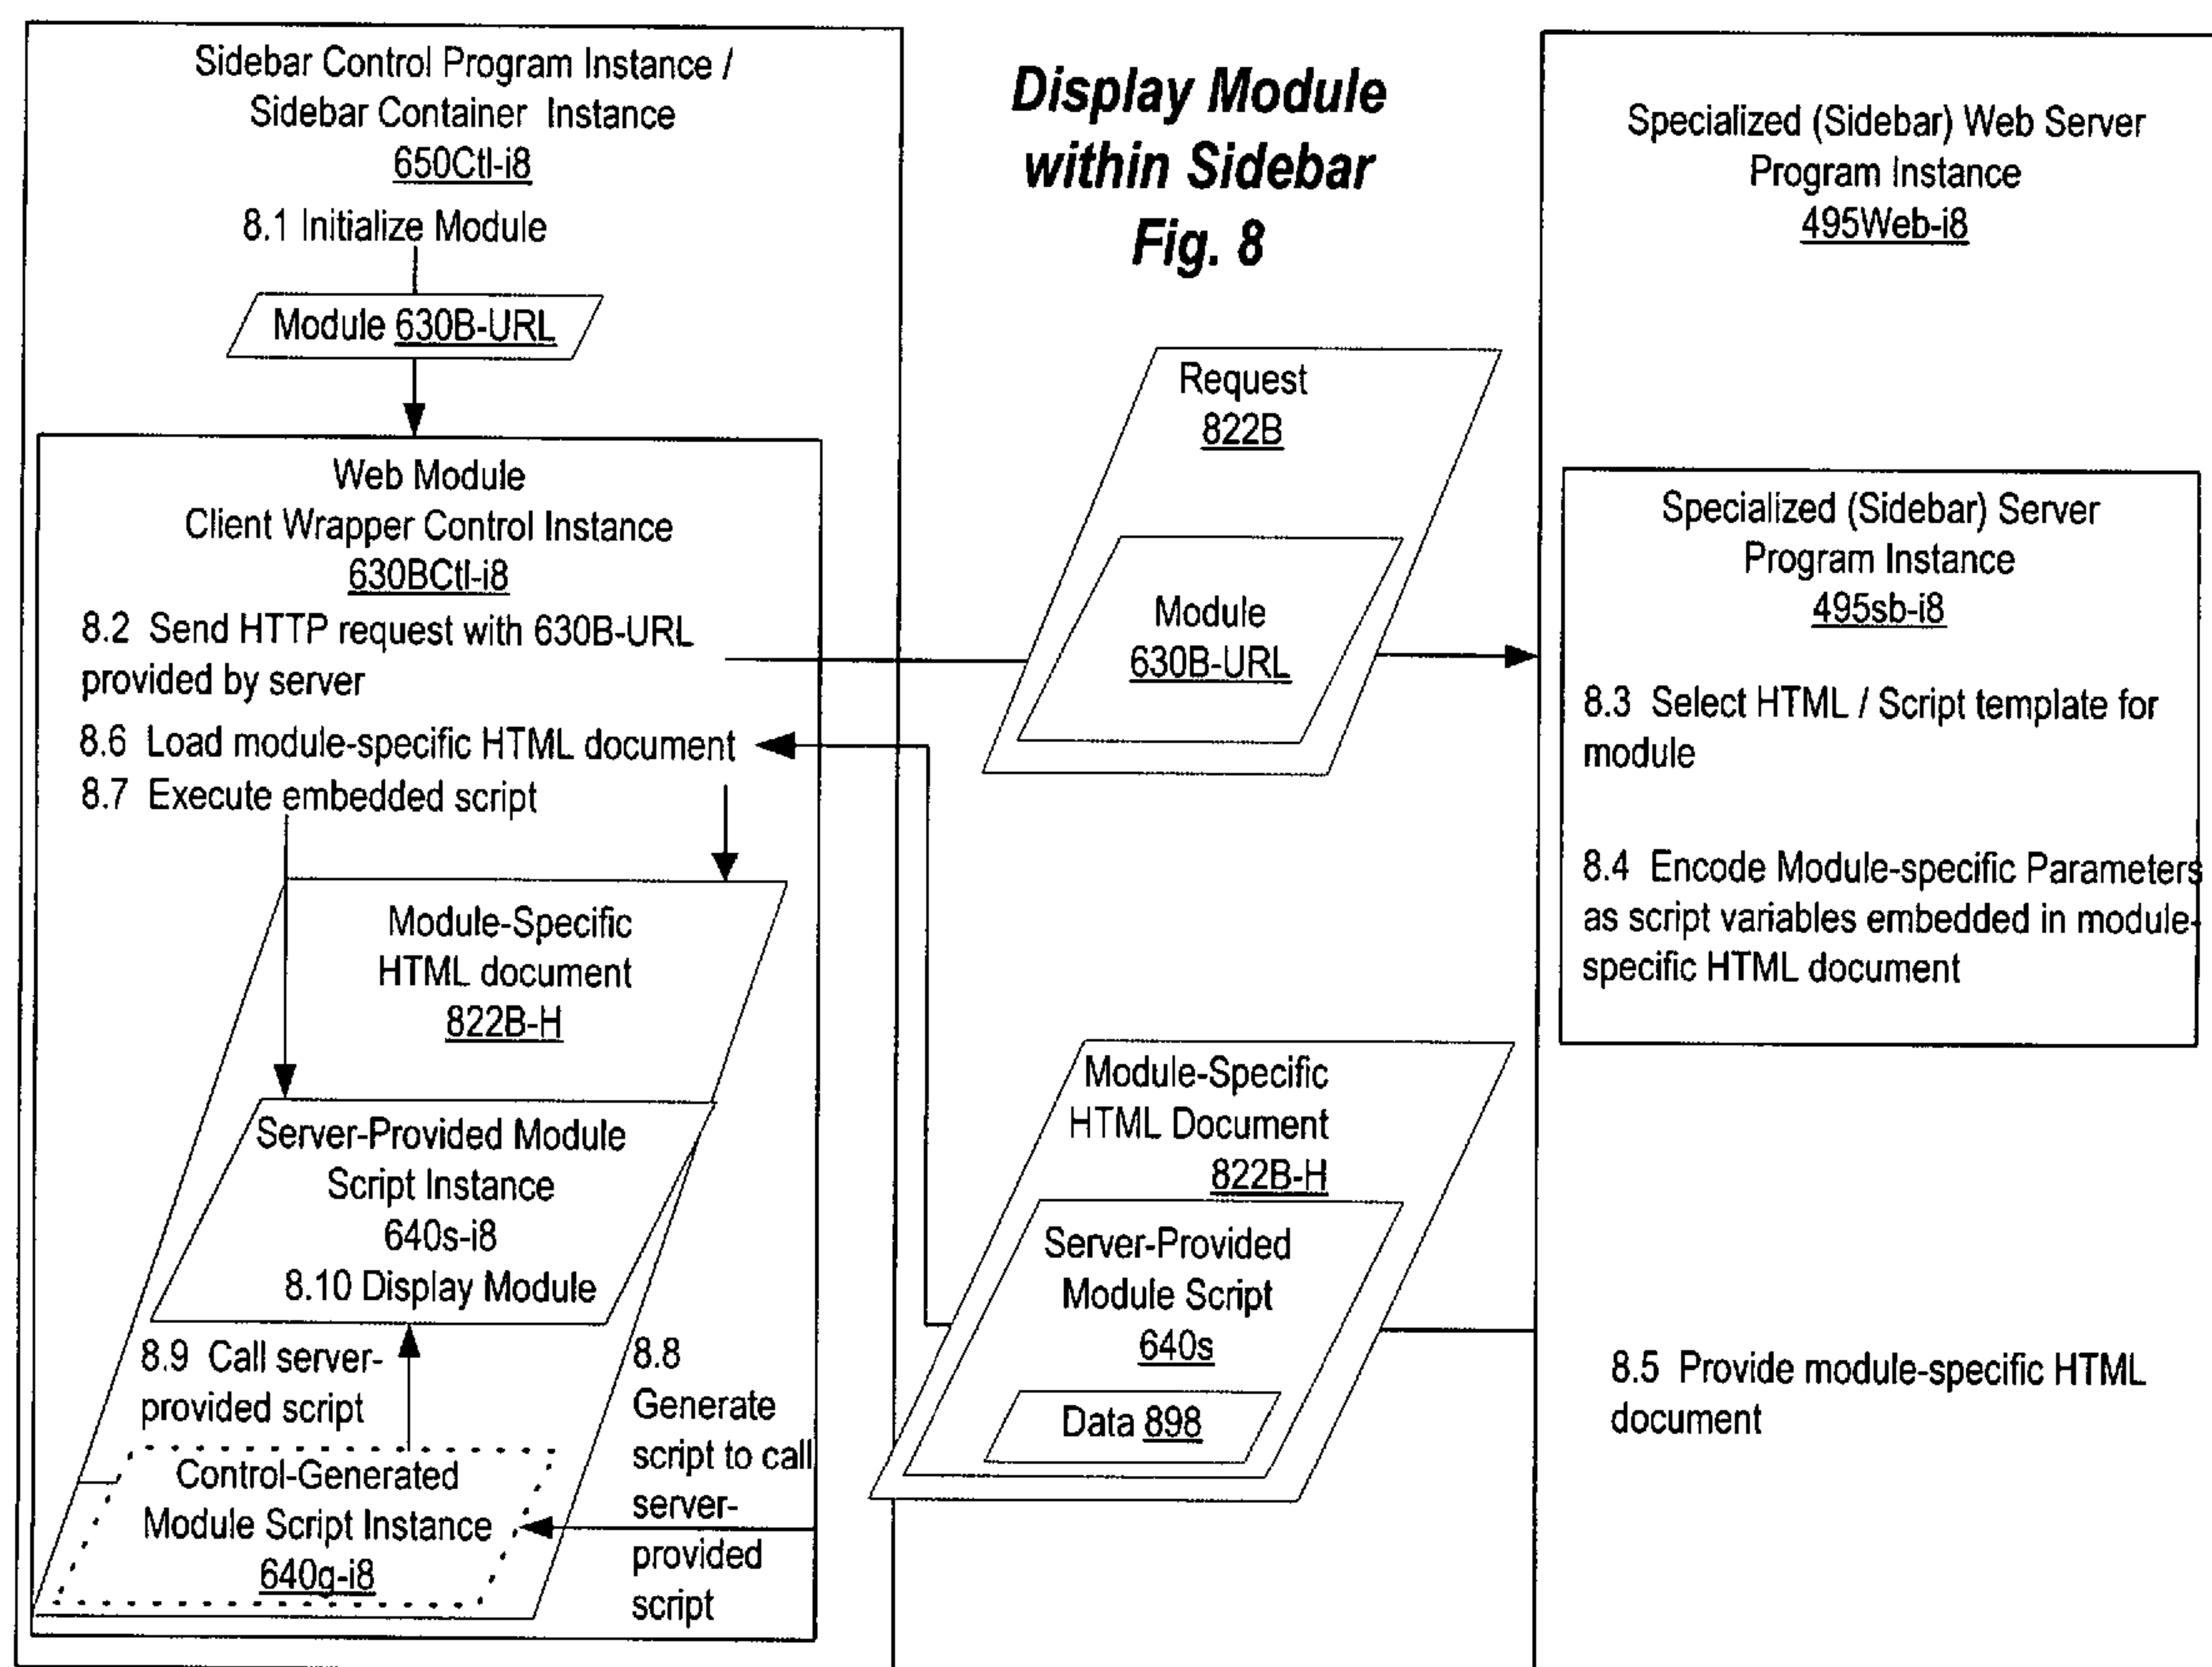 Sidebar Control Program Instance /
Sidebar Container Instance
650Ctl-i8
8.1 Initialize Module
Module 630B-URL
Web Module
Client Wrapper Control Instance
630BCtl-i8
8.2 Send HTTP request with 630B-URL
provided by server
8.6 Load module-specific HTML document
8.7 Execute embedded script
Module-Specific
HTML document
822B-H
Server-Provided Module
Script Instance
640s-i8
8.10 Display Module
8.9 Call server-
provided script
8.8
Generate
script to call
server-
provided
script
Control-Generated
Module Script Instance
640g-i8
Display Module
within Sidebar
Fig. 8
Request
822B
Module
630B-URL
Module-Specific
HTML Document
822B-H
Server-Provided
Module Script
640s
Data 898
Specialized (Sidebar) Web Server
Program Instance
495Web-i8
Specialized (Sidebar) Server
Program Instance
495sb-i8
8.3 Select HTML / Script template for
module
8.4 Encode Module-specific Parameters
as script variables embedded in module-
specific HTML document
8.5 Provide module-specific HTML
document